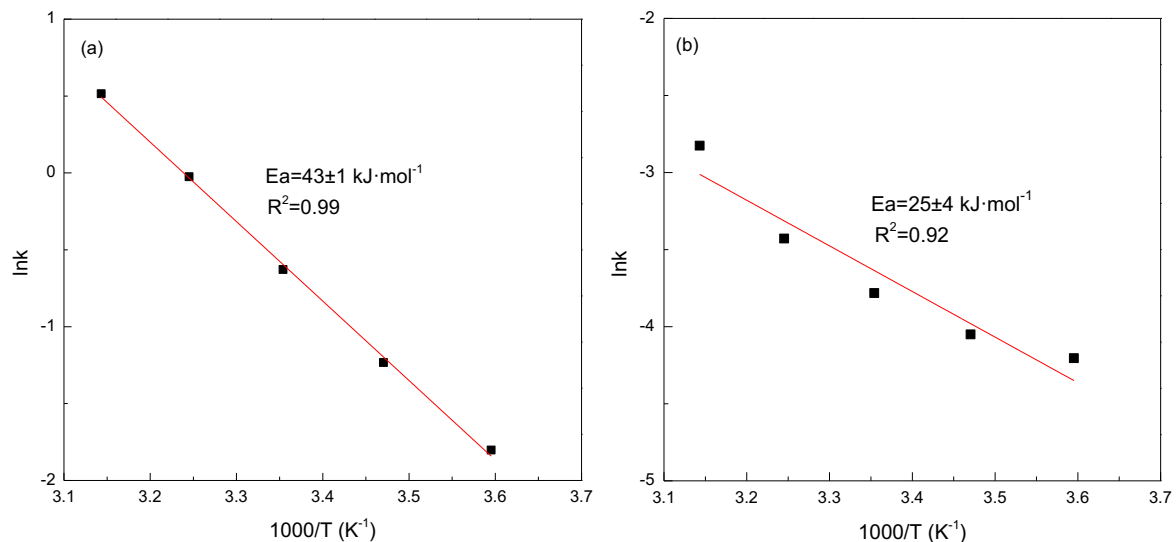 (a)
1
0
-1
-2
lnk
Ea=43±1 kJ·mol⁻¹
R²=0.99
3.1 3.2 3.3 3.4 3.5 3.6 3.7
1000/T (K⁻¹)
(b)
-2
-3
-4
-5
lnk
Ea=25±4 kJ·mol⁻¹
R²=0.92
3.1 3.2 3.3 3.4 3.5 3.6 3.7
1000/T (K⁻¹)